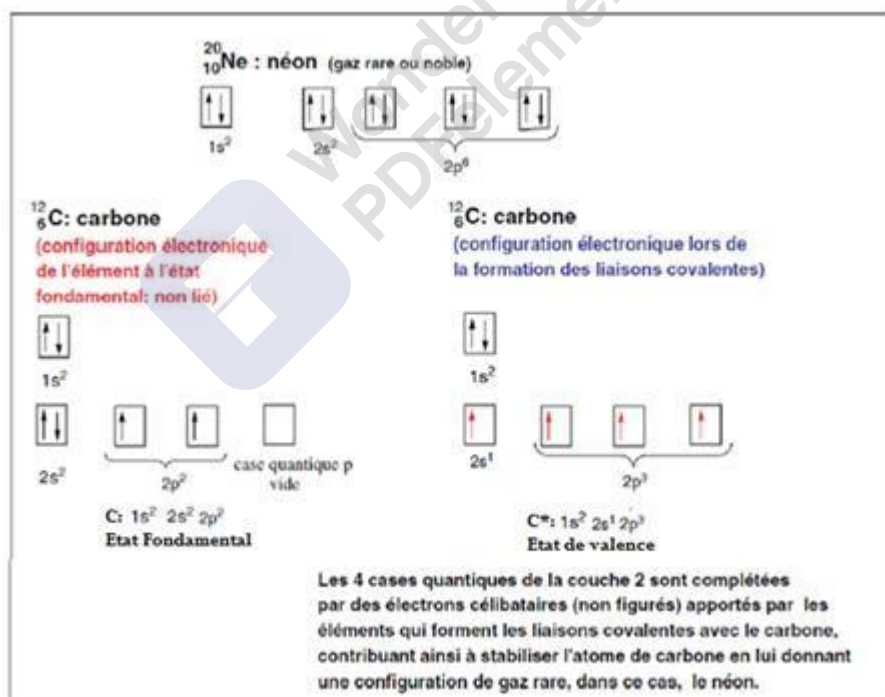 20
10Ne : néon (gaz rare ou noble)
1s² 2s² 2p⁶
12
6C: carbone
(configuration électronique
de l'élément à l'état
fondamental: non lié)
1s²
2s² 2p² case quantique p
vide
C: 1s² 2s² 2p²
Etat Fondamental
12
6C: carbone
(configuration électronique lors de
la formation des liaisons covalentes)
1s²
2s¹ 2p³
C*: 1s² 2s¹ 2p³
Etat de valence
Les 4 cases quantiques de la couche 2 sont complétées
par des électrons célibataires (non figurés) apportés par les
éléments qui forment les liaisons covalentes avec le carbone,
contribuant ainsi à stabiliser l'atome de carbone en lui donnant
une configuration de gaz rare, dans ce cas, le néon.
PDFelement